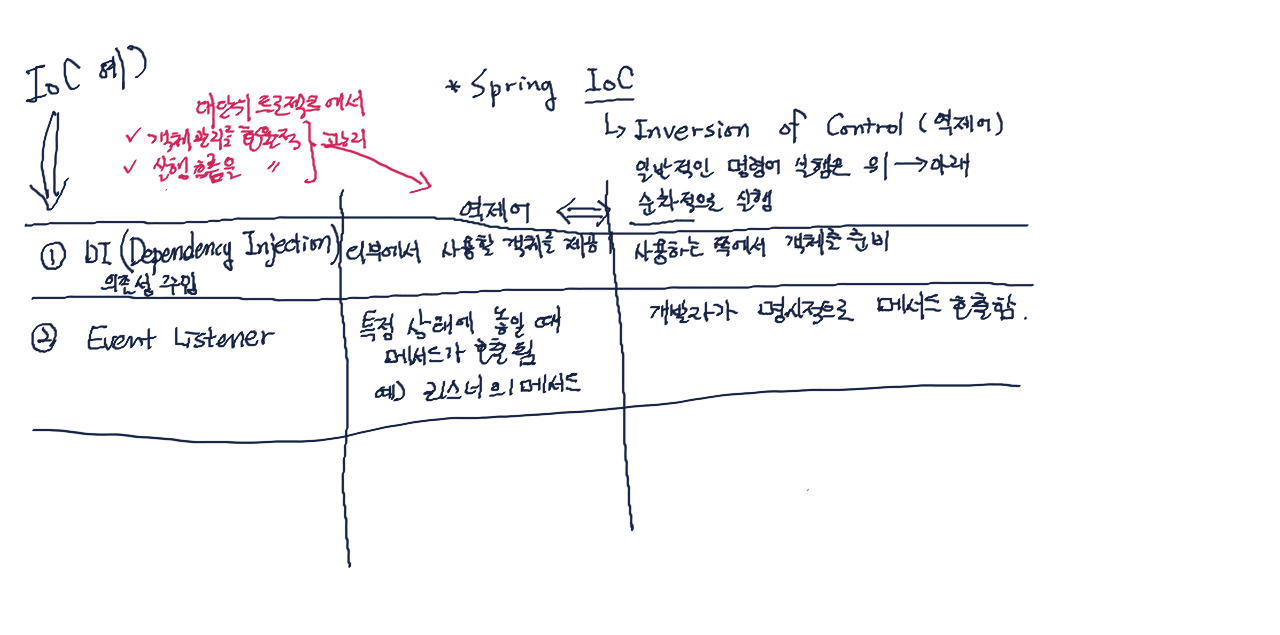 IoC 예)
* Spring IoC
↳ Inversion of Control (역제어)
일반적인 명령어 실행은 위 → 아래
순차적으로 실행
대단위 프로젝트에서
✓ 객체관리를 효율적
✓ 실행흐름을 〃
관리
역제어 ⟺
① DI (Dependency Injection)
의존성 주입
외부에서 사용할 객체를 제공
사용하는 쪽에서 객체를 준비
② Event Listener
특정 상태에 놓일 때
메서드가 호출됨
예) 리스너의 메서드
개발자가 명시적으로 메서드 호출함.